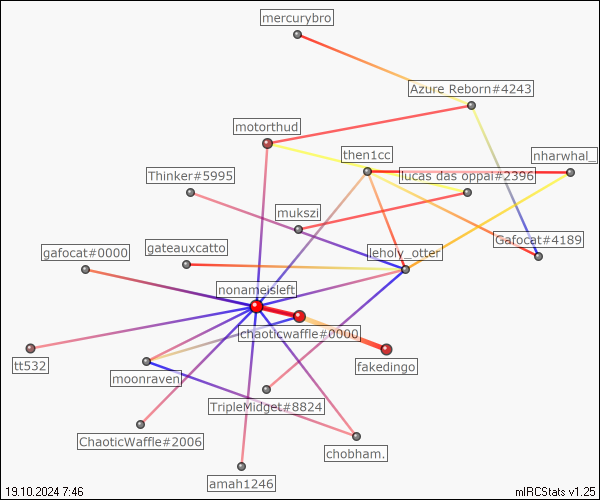 mercurybro
Azure Reborn#4243
motorthud
then1cc
nharwhal_
Thinker#5995
lucas das oppai#2396
mukszi
gafocat#0000
gateauxcatto
leholy_otter
Gafocat#4189
nonameisleft
chaoticwaffle#0000
tt532
moonraven
fakedingo
TripleMidget#8824
ChaoticWaffle#2006
chobham.
amah1246
19.10.2024 7:46
mIRCStats v1.25